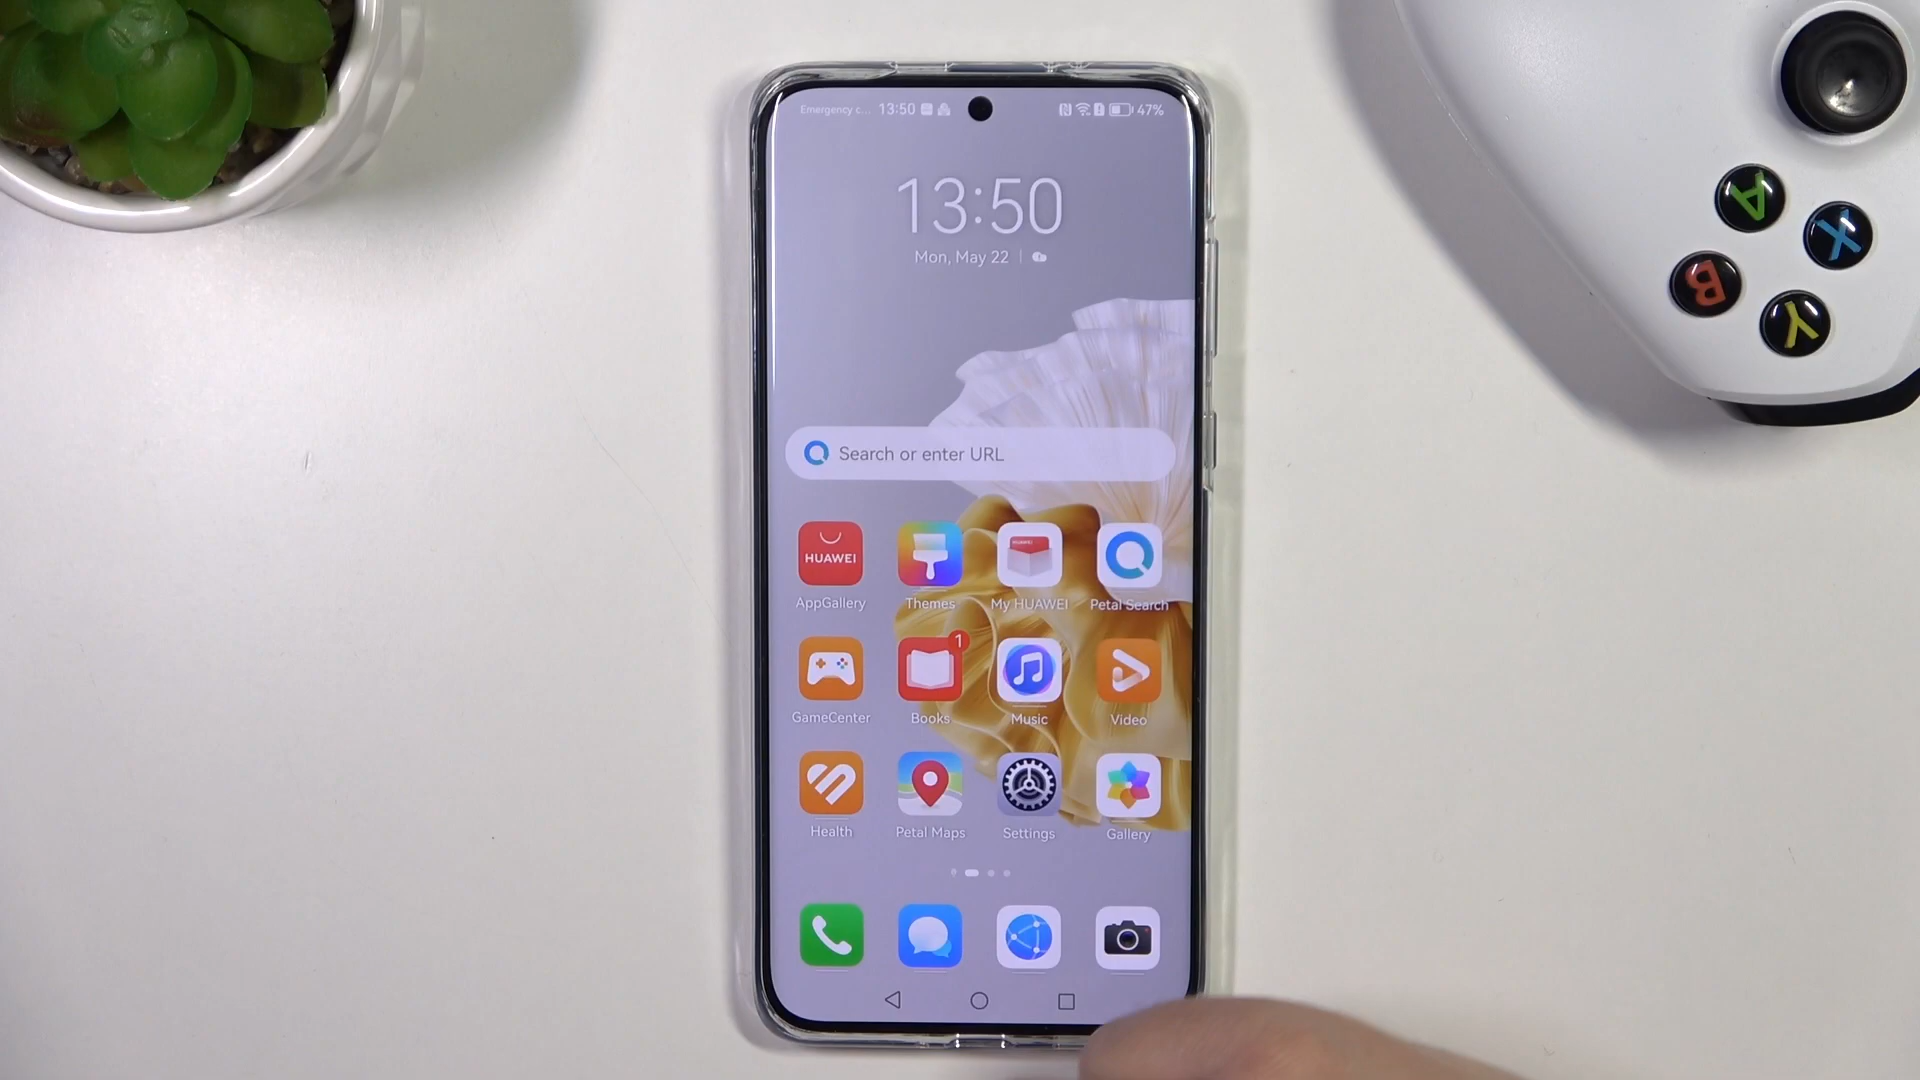 Emergency c... 13:50 47%
13:50
Mon, May 22
Search or enter URL
HUAWEI
HUAWEI
AppGallery Themes My HUAWEI Petal Search
1
GameCenter Books Music Video
Health Petal Maps Settings Gallery
A
X
B
Y